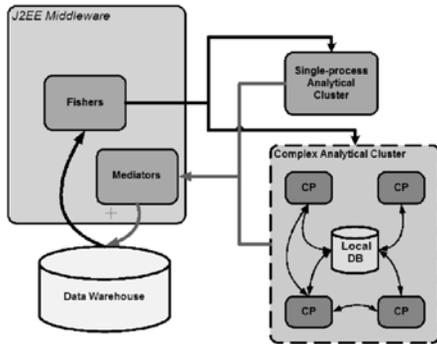 J2EE Middleware
Fishers
Mediators
Data Warehouse
Single-process
Analytical
Cluster
Complex Analytical Cluster
CP
CP
Local
DB
CP
CP